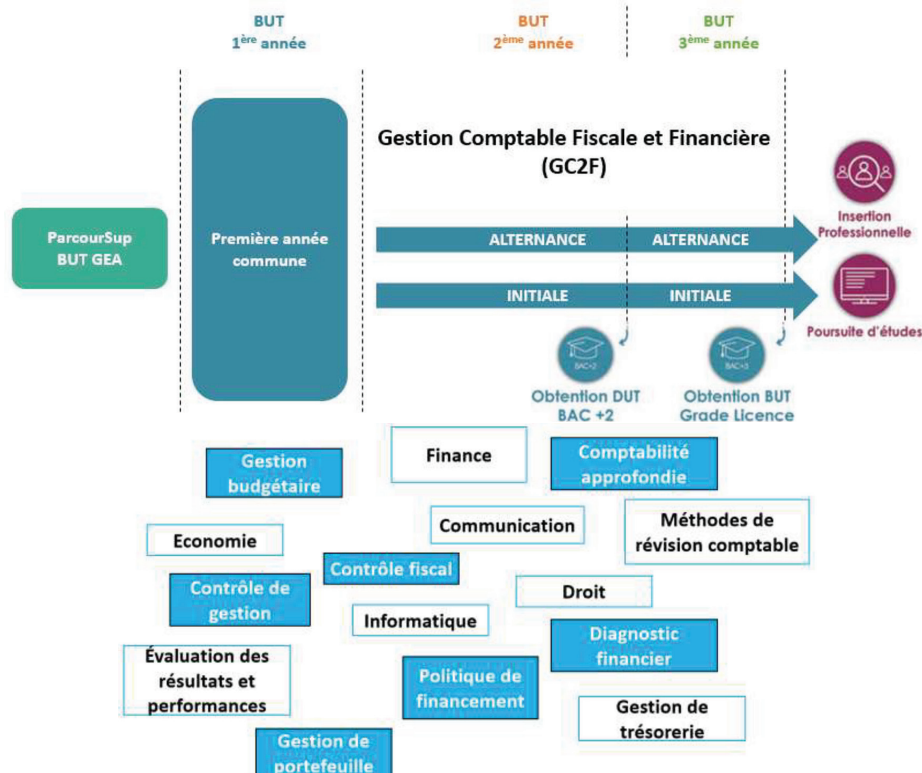 BUT
1ère année
BUT
2ème année
BUT
3ème année
Gestion Comptable Fiscale et Financière
(GC2F)
ParcourSup
BUT GEA
Première année
commune
ALTERNANCE
ALTERNANCE
INITIALE
INITIALE
Insertion
Professionnelle
Poursuite d'études
BAC+2
Obtention DUT
BAC +2
BAC+3
Obtention BUT
Grade Licence
Gestion
budgétaire
Finance
Comptabilité
approfondie
Economie
Communication
Méthodes de
révision comptable
Contrôle fiscal
Contrôle de
gestion
Informatique
Droit
Évaluation des
résultats et
performances
Politique de
financement
Diagnostic
financier
Gestion de
trésorerie
Gestion de
portefeuille